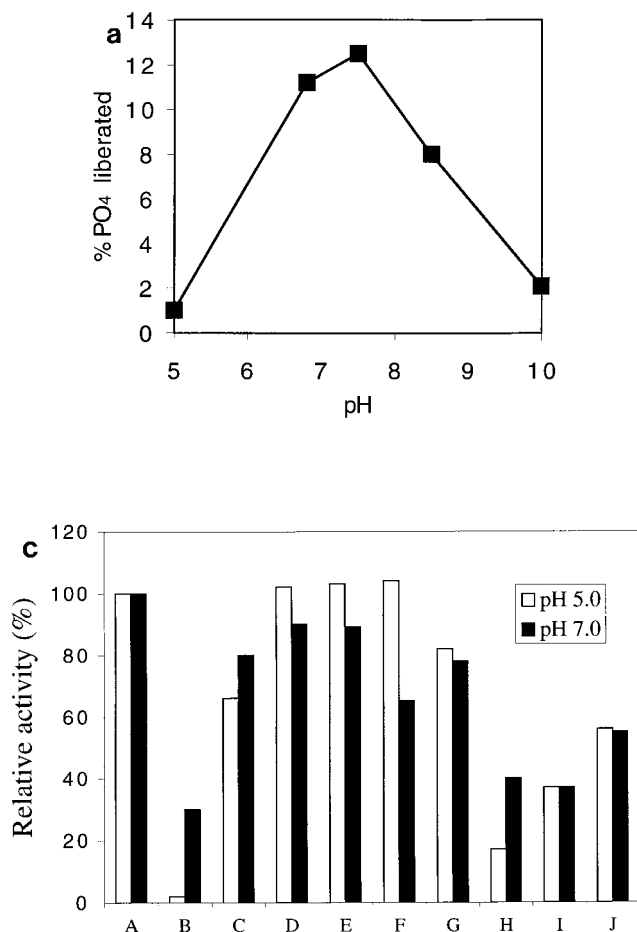 a
14
12
10
8
6
4
2
0
% PO4 liberated
5 6 7 8 9 10
pH
c
120
100
80
60
40
20
0
Relative activity (%)
pH 5.0
pH 7.0
A B C D E F G H I J